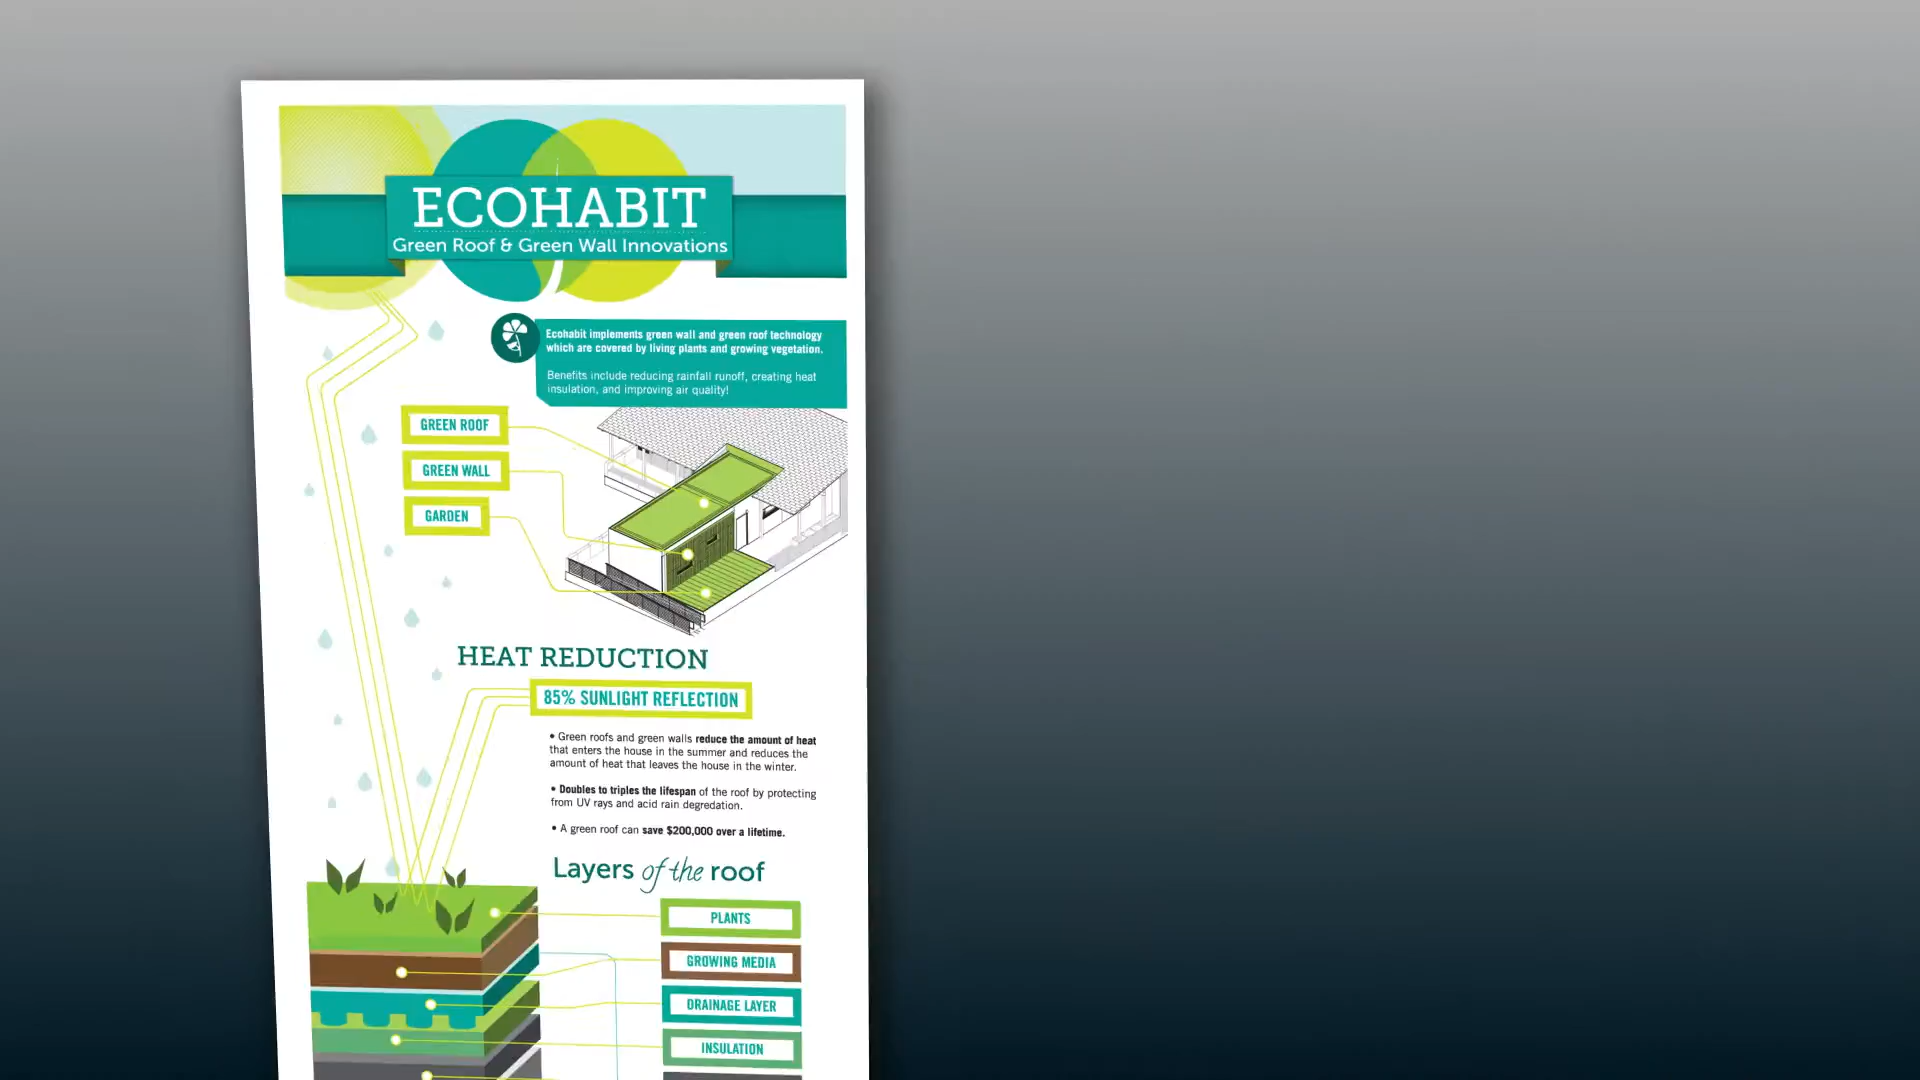 ECOHABIT
Green Roof & Green Wall Innovations
Ecohabit implements green wall and green roof technology
which are covered by living plants and growing vegetation.
Benefits include reducing rainfall runoff, creating heat
insulation, and improving air quality!
GREEN ROOF
GREEN WALL
GARDEN
HEAT REDUCTION
85% SUNLIGHT REFLECTION
• Green roofs and green walls reduce the amount of heat
that enters the house in the summer and reduces the
amount of heat that leaves the house in the winter.
• Doubles to triples the lifespan of the roof by protecting
from UV rays and acid rain degredation.
• A green roof can save $200,000 over a lifetime.
Layers of the roof
PLANTS
GROWING MEDIA
DRAINAGE LAYER
INSULATION